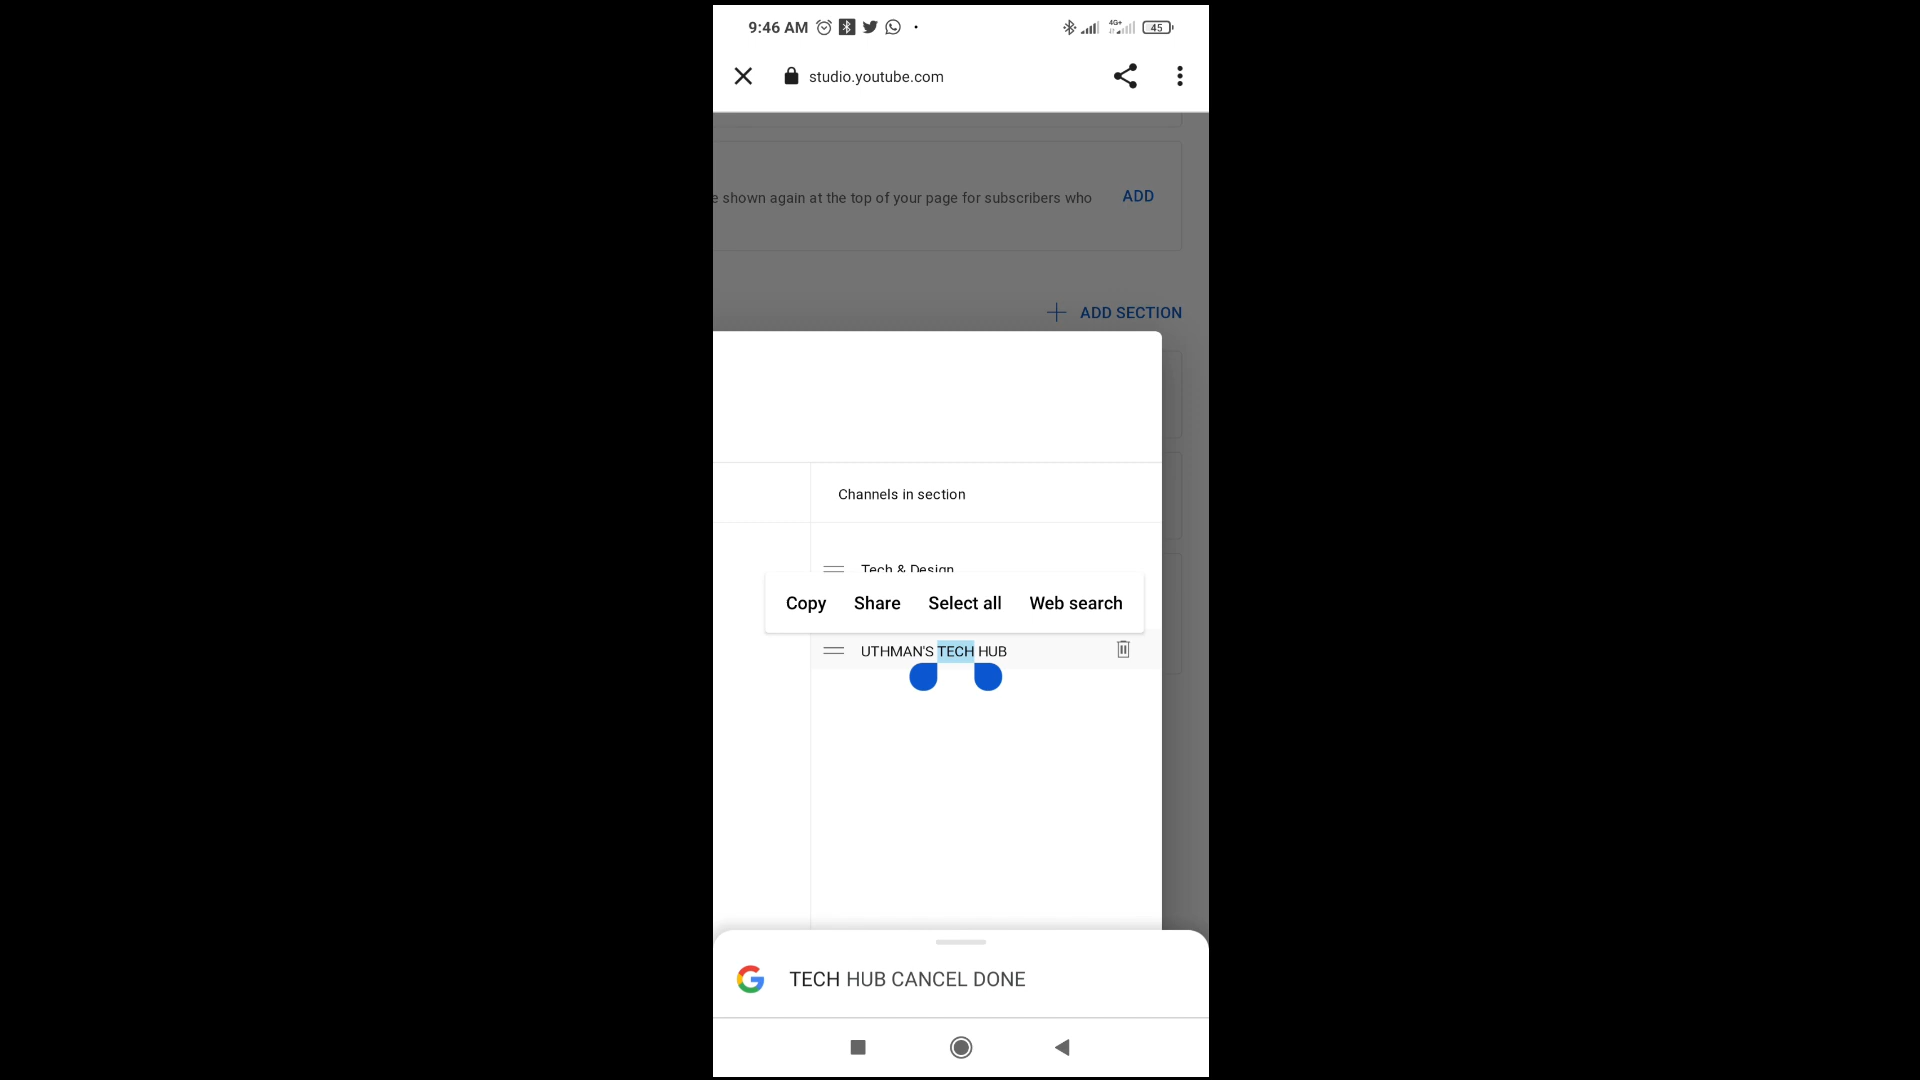 9:46 AM
4G+
45
studio.youtube.com
e shown again at the top of your page for subscribers who
ADD
ADD SECTION
Channels in section
Tech & Design
Copy Share Select all Web search
UTHMAN'S TECH HUB
TECH HUB CANCEL DONE